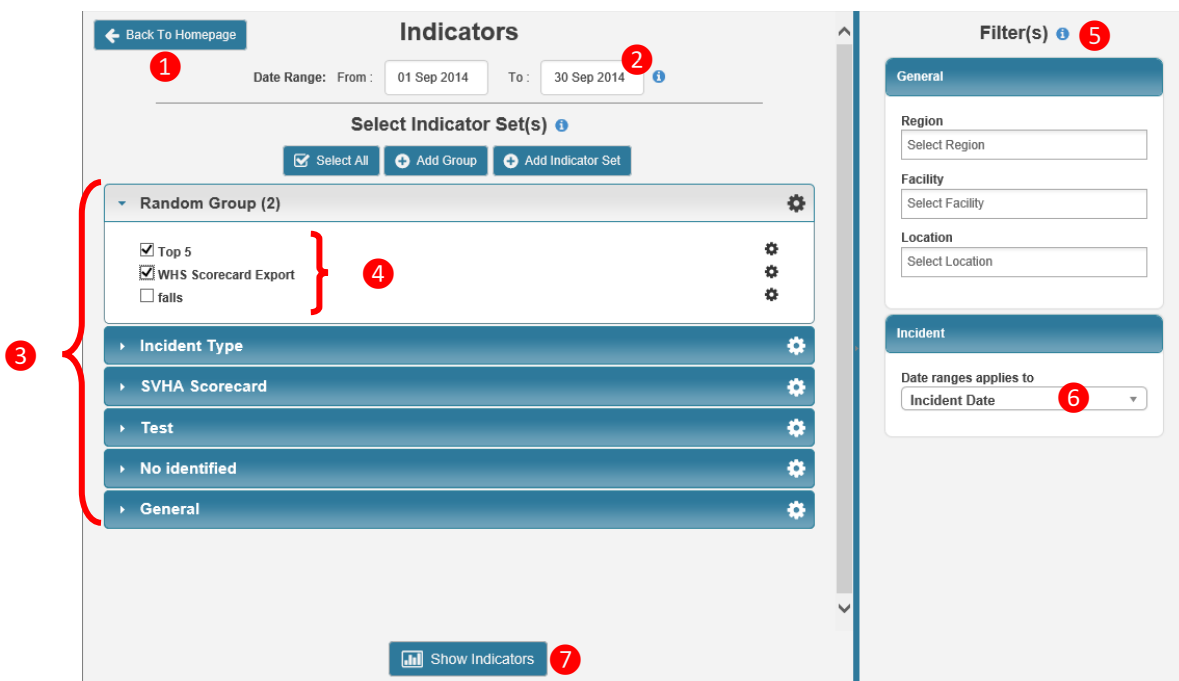 Back To Homepage
Indicators
1
2
Date Range: From : 01 Sep 2014 To : 30 Sep 2014
Select Indicator Set(s)
Select All Add Group Add Indicator Set
3
Random Group (2)
Top 5
WHS Scorecard Export
falls
4
Incident Type
SVHA Scorecard
Test
No identified
General
Show Indicators 7
Filter(s) 5
General
Region
Select Region
Facility
Select Facility
Location
Select Location
Incident
Date ranges applies to
Incident Date 6